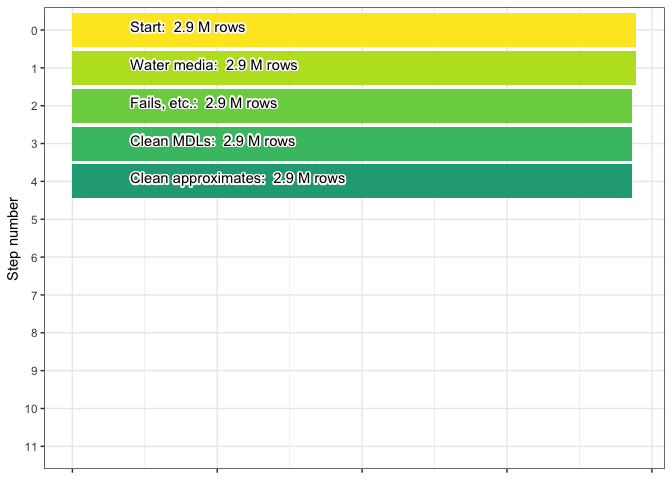 Step number
0
Start:  2.9 M rows
1
Water media:  2.9 M rows
2
Fails, etc.:  2.9 M rows
3
Clean MDLs:  2.9 M rows
4
Clean approximates:  2.9 M rows
5
6
7
8
9
10
11